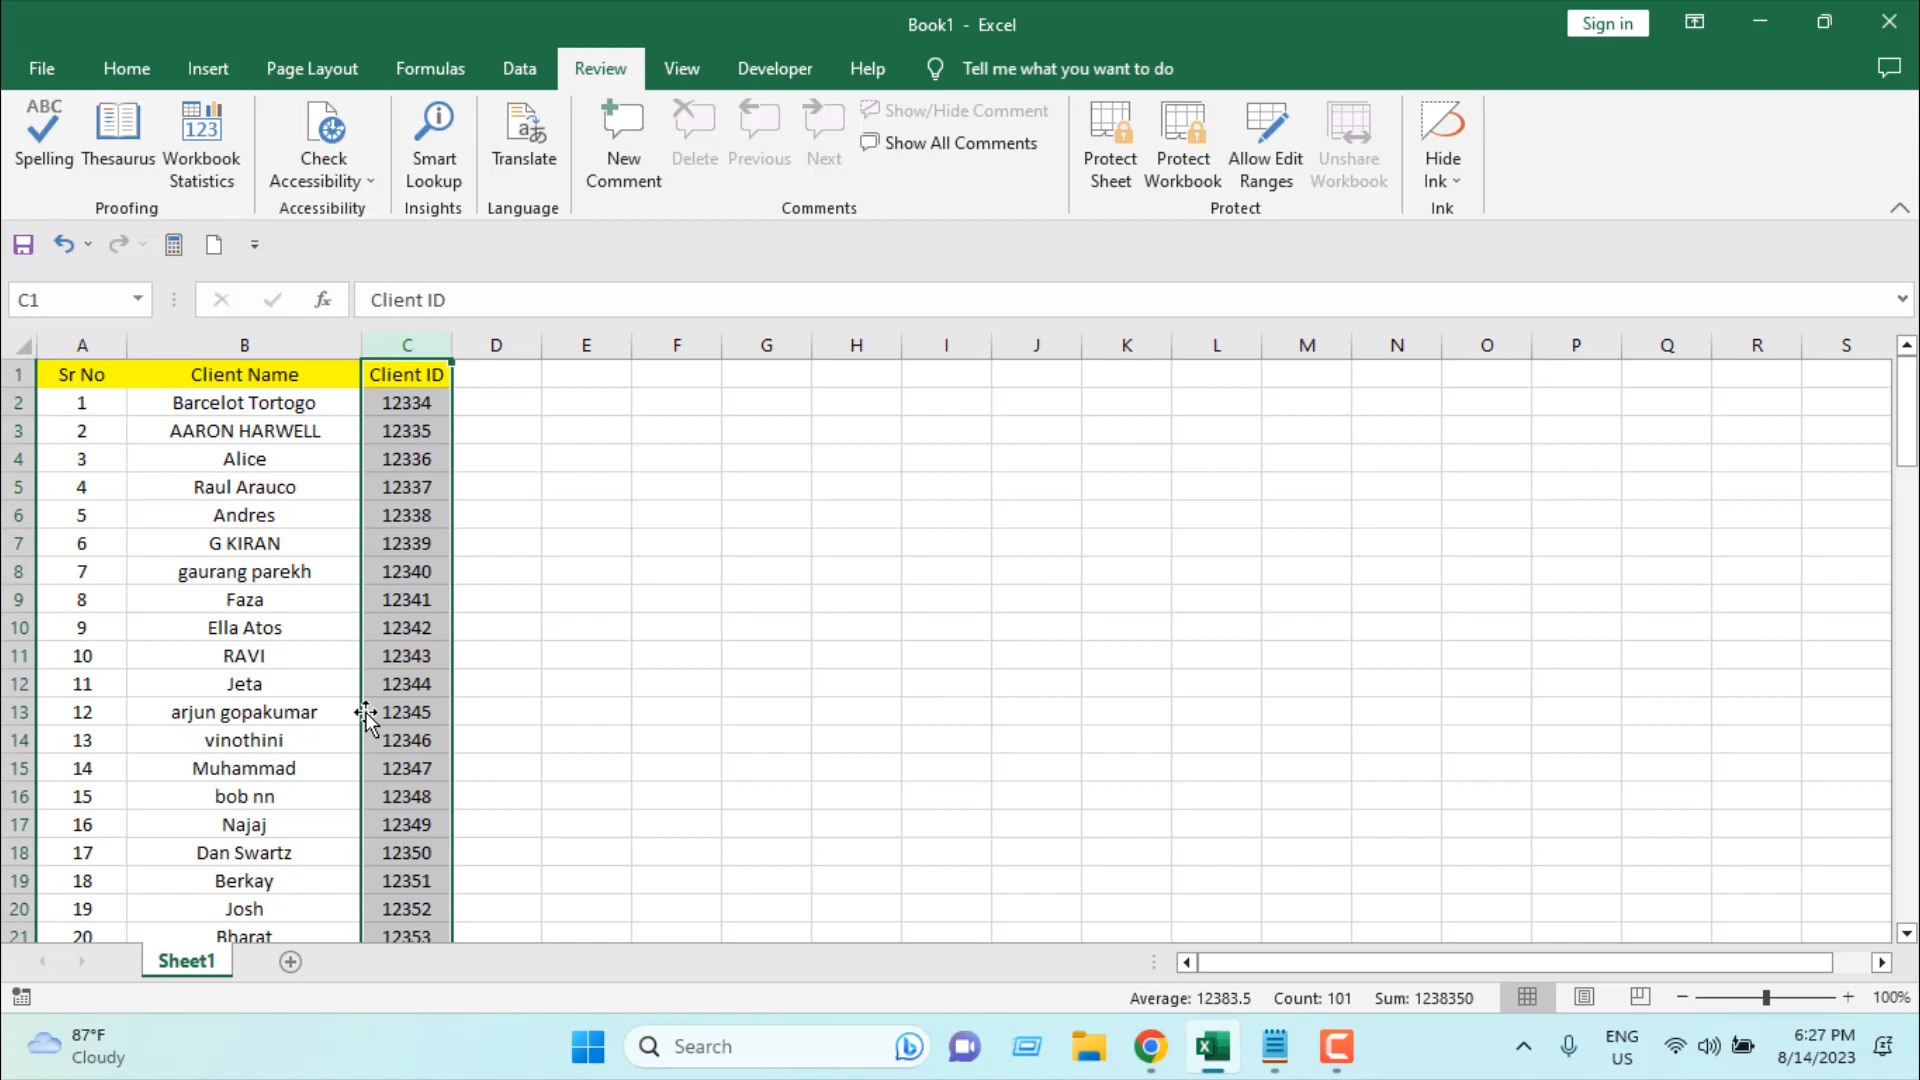 Book1 - Excel
Sign in
File Home Insert Page Layout Formulas Data Review View Developer Help Tell me what you want to do
ABC
123
Spelling Thesaurus Workbook Statistics
Check Accessibility
Smart Lookup
Translate
New Comment
Delete Previous Next
Show/Hide Comment
Show All Comments
Protect Sheet
Protect Workbook
Allow Edit Ranges
Unshare Workbook
Hide Ink
Proofing Accessibility Insights Language Comments Protect Ink
C1 fx Client ID
A B C D E F G H I J K L M N O P Q R S
1 Sr No Client Name Client ID
2 1 Barcelot Tortogo 12334
3 2 AARON HARWELL 12335
4 3 Alice 12336
5 4 Raul Arauco 12337
6 5 Andres 12338
7 6 G KIRAN 12339
8 7 gaurang parekh 12340
9 8 Faza 12341
10 9 Ella Atos 12342
11 10 RAVI 12343
12 11 Jeta 12344
13 12 arjun gopakumar 12345
14 13 vinothini 12346
15 14 Muhammad 12347
16 15 bob nn 12348
17 16 Najaj 12349
18 17 Dan Swartz 12350
19 18 Berkay 12351
20 19 Josh 12352
21 20 Bharat 12353
Sheet1
Average: 12383.5 Count: 101 Sum: 1238350 100%
87°F
Cloudy
Search
ENG
US
6:27 PM
8/14/2023